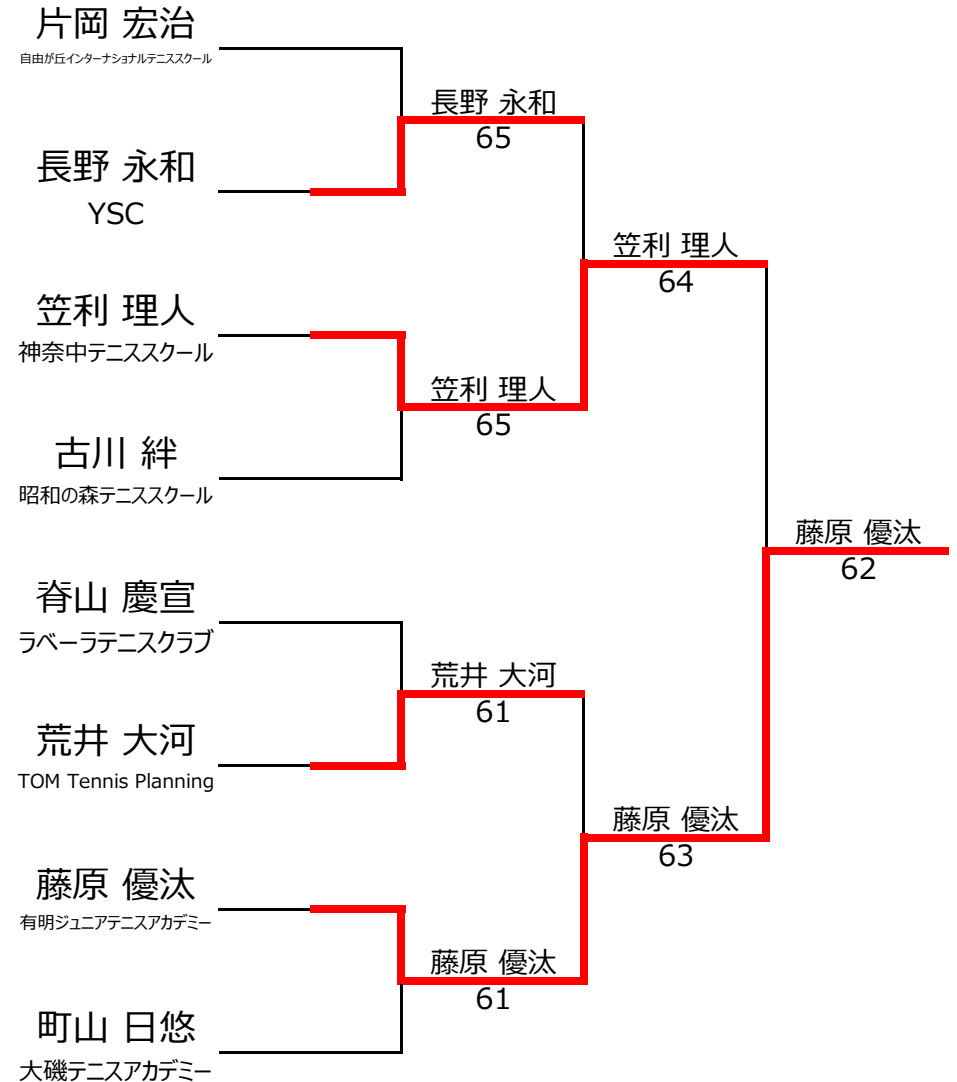 片岡 宏治
自由が丘インターナショナルテニススクール
長野 永和
65
長野 永和
YSC
笠利 理人
64
笠利 理人
神奈中テニススクール
笠利 理人
65
古川 絆
昭和の森テニススクール
藤原 優汰
62
脊山 慶宣
ラベーラテニスクラブ
荒井 大河
61
荒井 大河
TOM Tennis Planning
藤原 優汰
63
藤原 優汰
有明ジュニアテニスアカデミー
藤原 優汰
61
町山 日悠
大磯テニスアカデミー